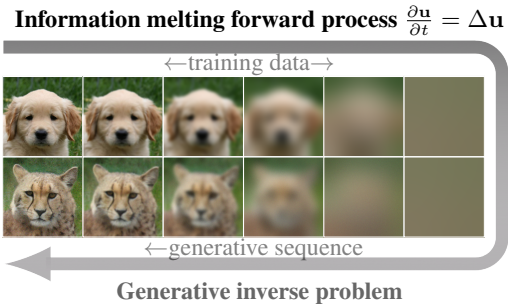 Information melting forward process ∂u/∂t = Δu
←training data→
←generative sequence
Generative inverse problem